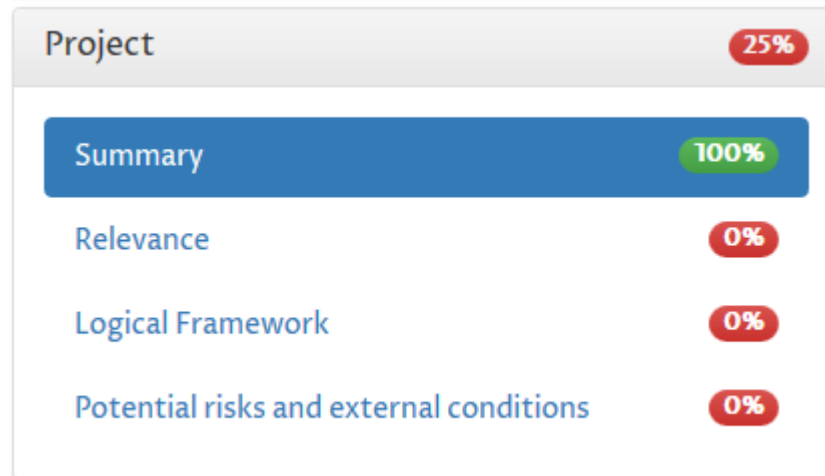 Project 25%
Summary 100%
Relevance 0%
Logical Framework 0%
Potential risks and external conditions 0%